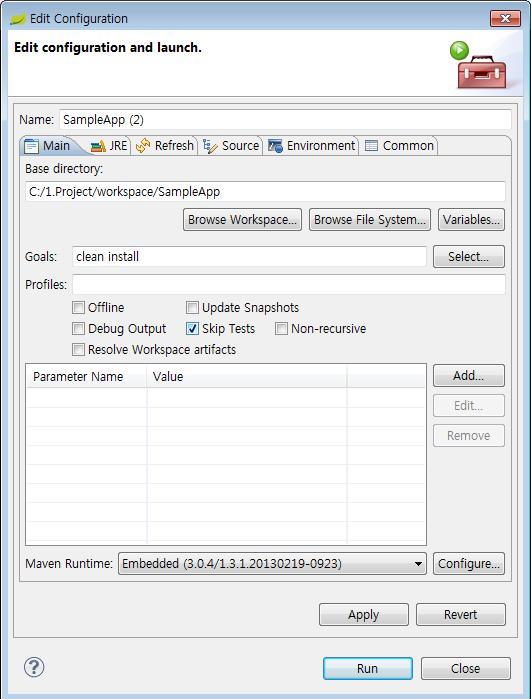 Edit Configuration
Edit configuration and launch.
Name: SampleApp (2)
Main JRE Refresh Source Environment Common
Base directory:
C:/1.Project/workspace/SampleApp
Browse Workspace... Browse File System... Variables...
Goals: clean install Select...
Profiles:
Offline Update Snapshots
Debug Output Skip Tests Non-recursive
Resolve Workspace artifacts
Parameter Name Value Add...
Edit...
Remove
Maven Runtime: Embedded (3.0.4/1.3.1.20130219-0923) Configure...
Apply Revert
? Run Close